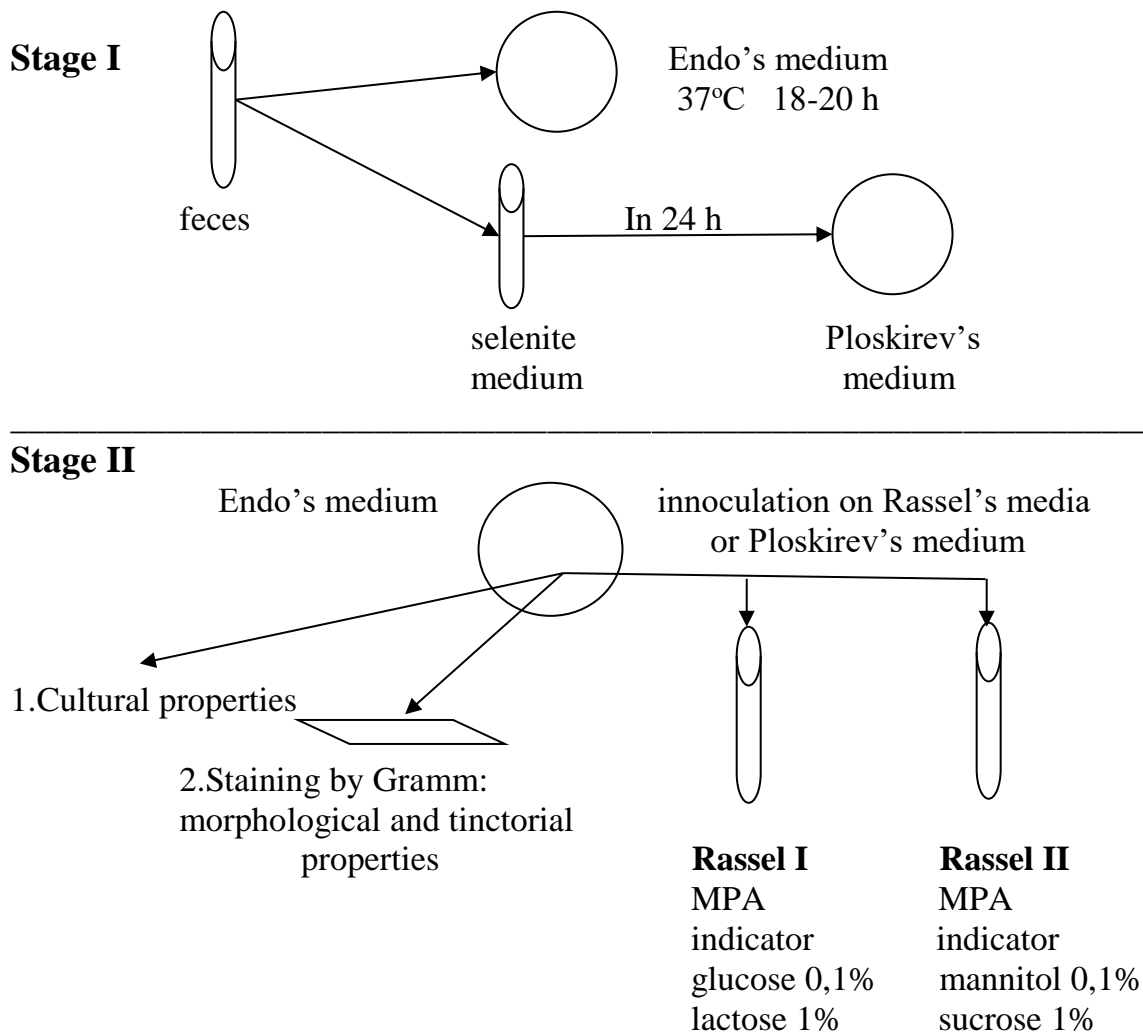 Stage I
Endo’s medium
37ºC 18-20 h
feces
In 24 h
selenite
medium
Ploskirev’s
medium
Stage II
Endo’s medium
innoculation on Rassel’s media
or Ploskirev’s medium
1.Cultural properties
2.Staining by Gramm:
morphological and tinctorial
properties
Rassel I
MPA
indicator
glucose 0,1%
lactose 1%
Rassel II
MPA
indicator
mannitol 0,1%
sucrose 1%